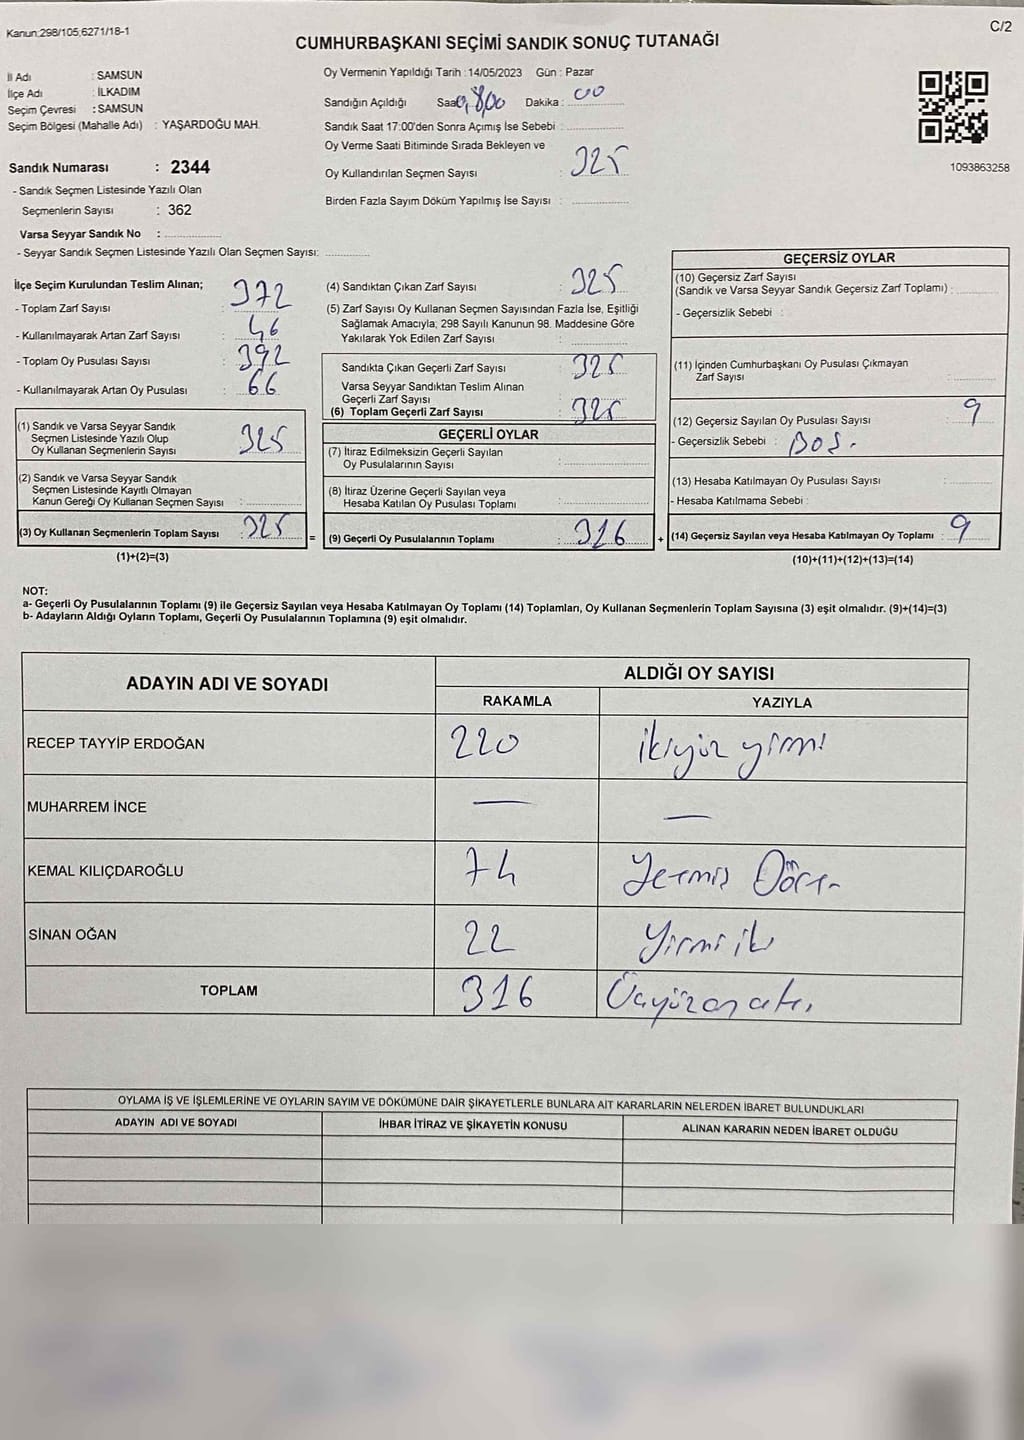 Kanun:298/105,6271/18-1
C/2
CUMHURBAŞKANI SEÇİMİ SANDIK SONUÇ TUTANAĞI
İl Adı : SAMSUN
İlçe Adı : İLKADIM
Seçim Çevresi : SAMSUN
Seçim Bölgesi (Mahalle Adı) : YAŞARDOĞU MAH.
Sandık Numarası : 2344
- Sandık Seçmen Listesinde Yazılı Olan
Seçmenlerin Sayısı : 362
Varsa Seyyar Sandık No :
- Seyyar Sandık Seçmen Listesinde Yazılı Olan Seçmen Sayısı:
Oy Vermenin Yapıldığı Tarih : 14/05/2023 Gün : Pazar
Sandığın Açıldığı Saat 0,800 Dakika : 00
Sandık Saat 17:00'den Sonra Açımış İse Sebebi :
Oy Verme Saati Bitiminde Sırada Bekleyen ve
Oy Kullandırılan Seçmen Sayısı : 325
Birden Fazla Sayım Döküm Yapılmış İse Sayısı :
1093863258
İlçe Seçim Kurulundan Teslim Alınan;
- Toplam Zarf Sayısı : 372
- Kullanılmayarak Artan Zarf Sayısı : 46
- Toplam Oy Pusulası Sayısı : 392
- Kullanılmayarak Artan Oy Pusulası : 66
(1) Sandık ve Varsa Seyyar Sandık
Seçmen Listesinde Yazılı Olup
Oy Kullanan Seçmenlerin Sayısı : 325
(2) Sandık ve Varsa Seyyar Sandık
Seçmen Listesinde Kayıtlı Olmayan
Kanun Gereği Oy Kullanan Seçmen Sayısı :
(3) Oy Kullanan Seçmenlerin Toplam Sayısı : 325 =
(1)+(2)=(3)
(4) Sandıktan Çıkan Zarf Sayısı : 325
(5) Zarf Sayısı Oy Kullanan Seçmen Sayısından Fazla İse, Eşitliği
Sağlamak Amacıyla, 298 Sayılı Kanunun 98. Maddesine Göre
Yakılarak Yok Edilen Zarf Sayısı :
Sandıkta Çıkan Geçerli Zarf Sayısı : 325
Varsa Seyyar Sandıktan Teslim Alınan
Geçerli Zarf Sayısı :
(6) Toplam Geçerli Zarf Sayısı : 325
GEÇERLİ OYLAR
(7) İtiraz Edilmeksizin Geçerli Sayılan
Oy Pusulalarının Sayısı :
(8) İtiraz Üzerine Geçerli Sayılan veya
Hesaba Katılan Oy Pusulası Toplamı :
(9) Geçerli Oy Pusulalarının Toplamı : 316 +
GEÇERSİZ OYLAR
(10) Geçersiz Zarf Sayısı
(Sandık ve Varsa Seyyar Sandık Geçersiz Zarf Toplamı) :
- Geçersizlik Sebebi :
(11) İçinden Cumhurbaşkanı Oy Pusulası Çıkmayan
Zarf Sayısı :
(12) Geçersiz Sayılan Oy Pusulası Sayısı : 9
- Geçersizlik Sebebi : BOŞ.
(13) Hesaba Katılmayan Oy Pusulası Sayısı :
- Hesaba Katılmama Sebebi :
(14) Geçersiz Sayılan veya Hesaba Katılmayan Oy Toplamı : 9
(10)+(11)+(12)+(13)=(14)
NOT:
a- Geçerli Oy Pusulalarının Toplamı (9) ile Geçersiz Sayılan veya Hesaba Katılmayan Oy Toplamı (14) Toplamları, Oy Kullanan Seçmenlerin Toplam Sayısına (3) eşit olmalıdır. (9)+(14)=(3)
b- Adayların Aldığı Oyların Toplamı, Geçerli Oy Pusulalarının Toplamına (9) eşit olmalıdır.
ADAYIN ADI VE SOYADI
ALDIĞI OY SAYISI
RAKAMLA YAZIYLA
RECEP TAYYİP ERDOĞAN 220 ikiyüz yirmi
MUHARREM İNCE — —
KEMAL KILIÇDAROĞLU 74 Yetmiş Dört
SİNAN OĞAN 22 Yirmi iki
TOPLAM 316 Üçyüzonaltı
OYLAMA İŞ VE İŞLEMLERİNE VE OYLARIN SAYIM VE DÖKÜMÜNE DAİR ŞİKAYETLERLE BUNLARA AİT KARARLARIN NELERDEN İBARET BULUNDUKLARI
ADAYIN ADI VE SOYADI
İHBAR İTİRAZ VE ŞİKAYETİN KONUSU
ALINAN KARARIN NEDEN İBARET OLDUĞU